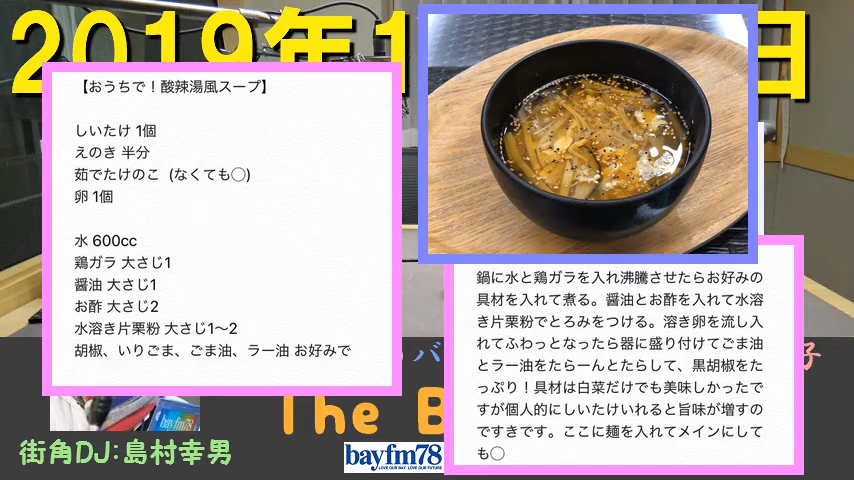 2019年1
日
【おうちで！酸辣湯風スープ】
しいたけ 1個
えのき 半分
茹でたけのこ（なくても◯）
卵 1個
水 600cc
鶏ガラ 大さじ1
醤油 大さじ1
お酢 大さじ2
水溶き片栗粉 大さじ1〜2
胡椒、いりごま、ごま油、ラー油 お好みで
鍋に水と鶏ガラを入れ沸騰させたらお好みの
具材を入れて煮る。醤油とお酢を入れて水溶
き片栗粉でとろみをつける。溶き卵を流し入
れてふわっとなったら器に盛り付けてごま油
とラー油をたらーんとたらして、黒胡椒をた
っぷり！具材は白菜だけでも美味しかったで
すが個人的にしいたけいれると旨味が増すの
ですきです。ここに麺を入れてメインにして
も◯
バ
子
The B
bayfm78
街角DJ:島村幸男
bayfm78
LOVE OUR BAY LOVE OUR FUTURE